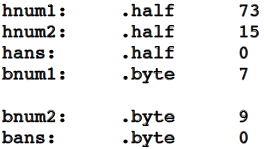 hnum1: .half 73
hnum2: .half 15
hans: .half 0
bnum1: .byte 7
bnum2: .byte 9
bans: .byte 0